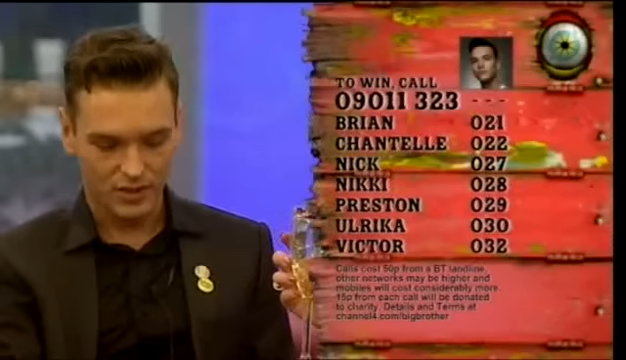 TO WIN, CALL
09011 323 ---
BRIAN 021
CHANTELLE 022
NICK 027
NIKKI 028
PRESTON 029
ULRIKA 030
VICTOR 032
Calls cost 50p from a BT landline,
other networks may be higher and
mobiles will cost considerably more.
15p from each call will be donated
to charity. Details and Terms at
channel4.com/bigbrother